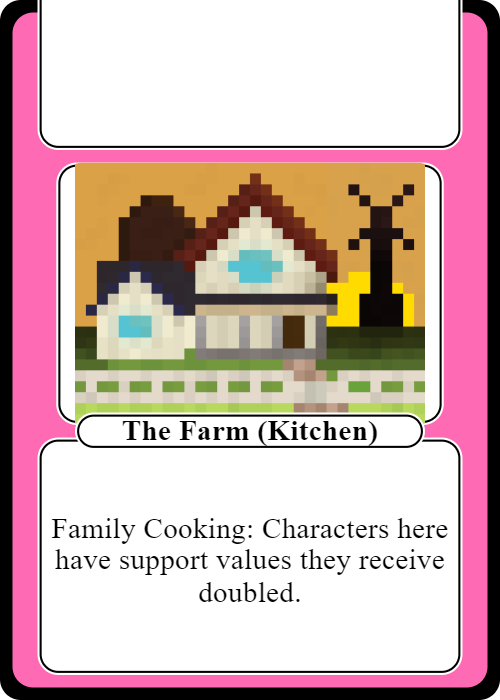 The Farm (Kitchen)
Family Cooking: Characters here
have support values they receive
doubled.